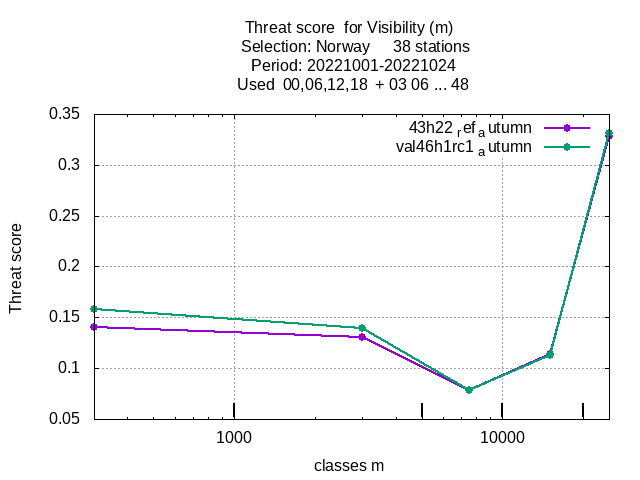 Threat score for Visibility (m)
Selection: Norway 38 stations
Period: 20221001-20221024
Used 00,06,12,18 + 03 06 ... 48
0.35
0.3
0.25
0.2
0.15
0.1
0.05
Threat score
43h22 refautumn
val46h1rc1 autumn
1000
10000
classes m